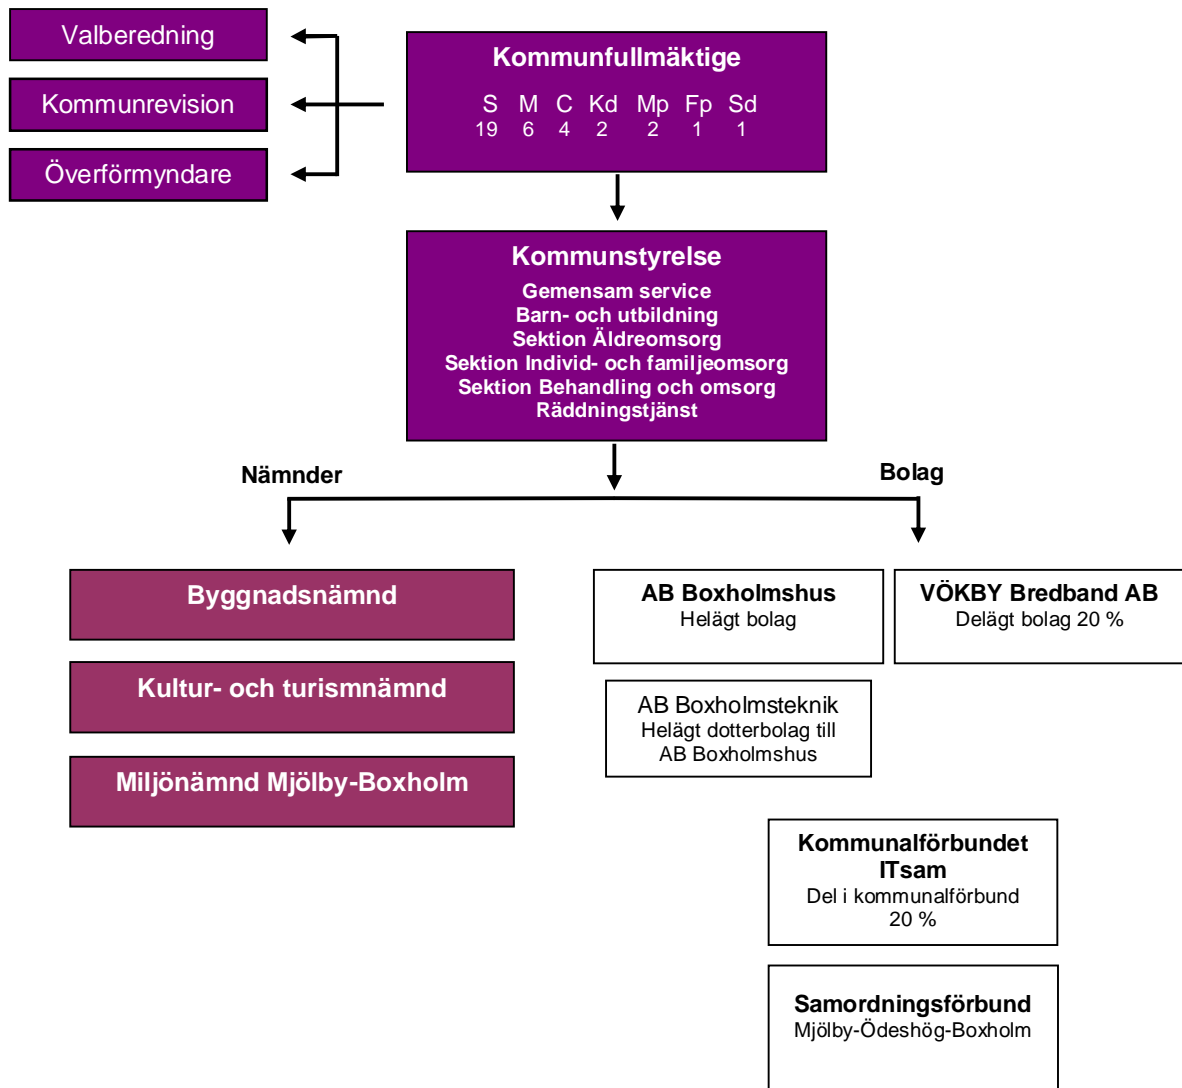 Valberedning
Kommunrevision
Överförmyndare
Kommunfullmäktige
S M C Kd Mp Fp Sd
19 6 4 2 2 1 1
Kommunstyrelse
Gemensam service
Barn- och utbildning
Sektion Äldreomsorg
Sektion Individ- och familjeomsorg
Sektion Behandling och omsorg
Räddningstjänst
Nämnder
Bolag
Byggnadsnämnd
Kultur- och turismnämnd
Miljönämnd Mjölby-Boxholm
AB Boxholmshus
Helägt bolag
VÖKBY Bredband AB
Delägt bolag 20 %
AB Boxholmsteknik
Helägt dotterbolag till
AB Boxholmshus
Kommunalförbundet
ITsam
Del i kommunalförbund
20 %
Samordningsförbund
Mjölby-Ödeshög-Boxholm